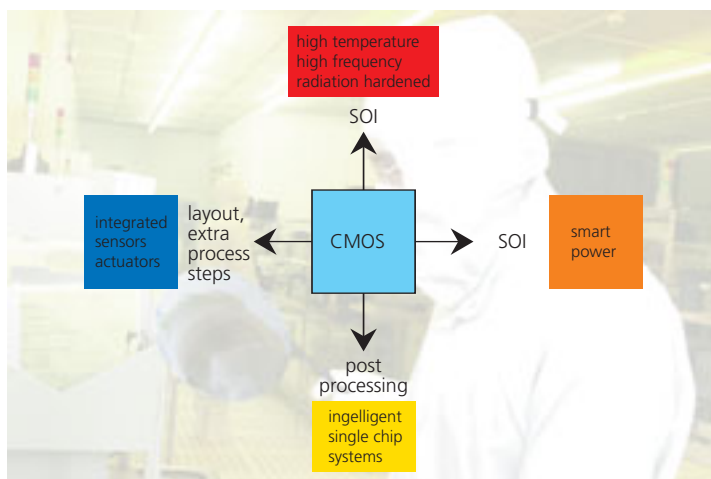 high temperature
high frequency
radiation hardened
SOI
integrated
sensors
actuators
layout,
extra
process
steps
CMOS
SOI
smart
power
post
processing
ingelligent
single chip
systems